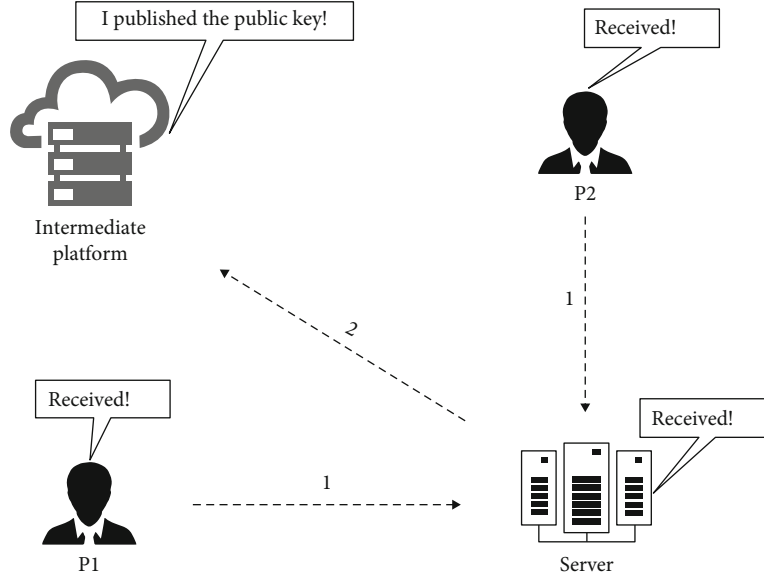 I published the public key!
Received!
Intermediate
platform
P2
1
2
Received!
Received!
1
P1
Server